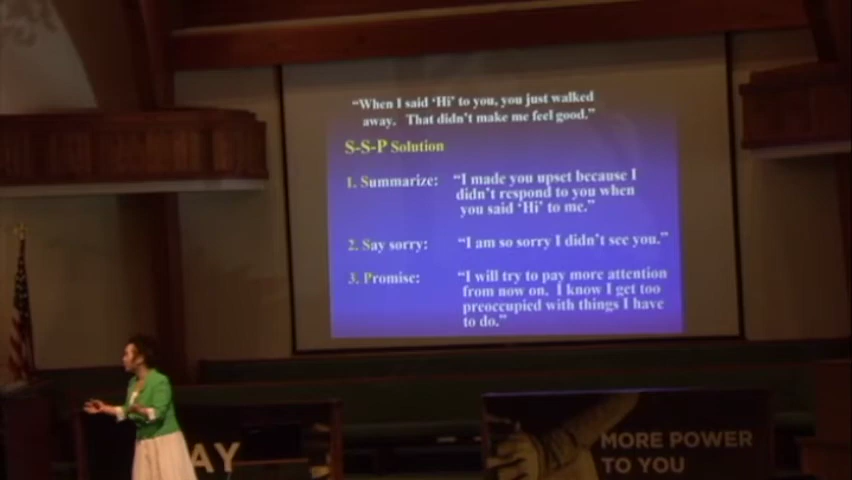 “When I said ‘Hi’ to you, you just walked
away. That didn’t make me feel good.”
S-S-P Solution
1. Summarize: “I made you upset because I
didn’t respond to you when
you said ‘Hi’ to me.”
2. Say sorry: “I am so sorry I didn’t see you.”
3. Promise: “I will try to pay more attention
from now on. I know I get too
preoccupied with things I have
to do.”
AY
MORE POWER
TO YOU